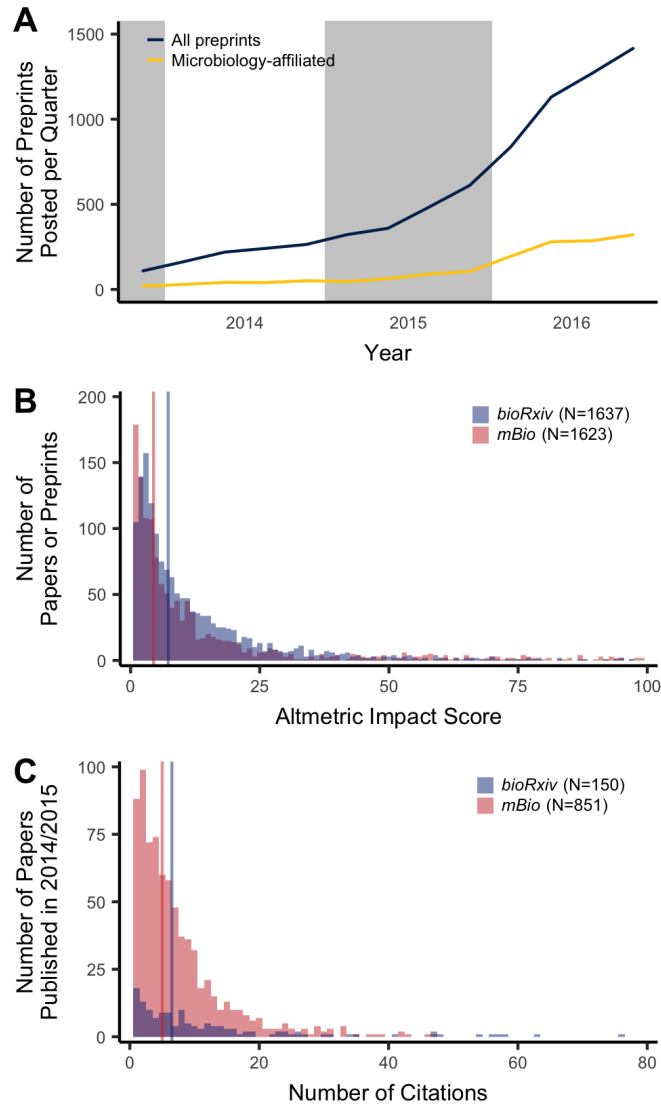 A
Number of Preprints
Posted per Quarter
1500
1000
500
0
All preprints
Microbiology-affiliated
2014
2015
2016
Year
B
Number of
Papers or Preprints
200
150
100
50
0
bioRxiv (N=1637)
mBio (N=1623)
0
25
50
75
100
Altmetric Impact Score
C
Number of Papers
Published in 2014/2015
100
75
50
25
0
bioRxiv (N=150)
mBio (N=851)
0
20
40
60
80
Number of Citations